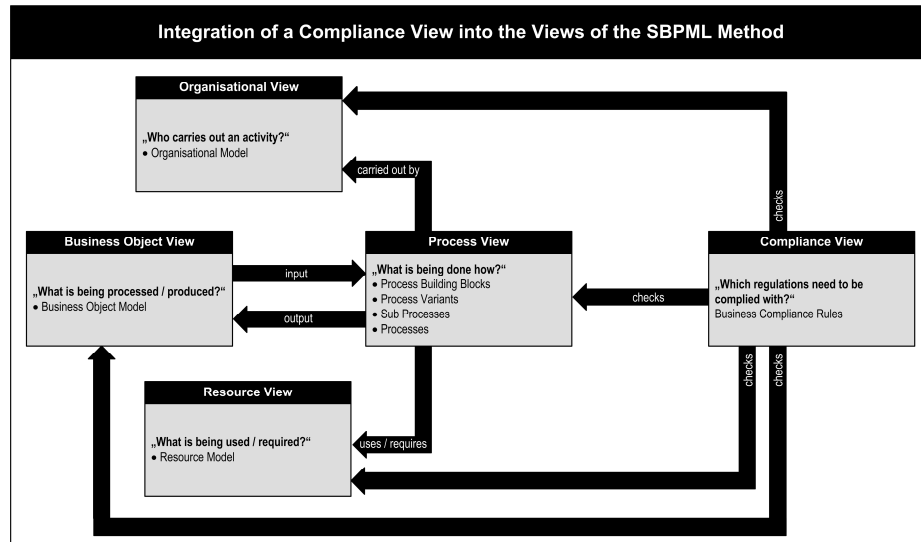 Integration of a Compliance View into the Views of the SBPML Method
Organisational View
„Who carries out an activity?“
● Organisational Model
carried out by
checks
Business Object View
„What is being processed / produced?“
● Business Object Model
input
output
Process View
„What is being done how?“
● Process Building Blocks
● Process Variants
● Sub Processes
● Processes
checks
Compliance View
„Which regulations need to be
complied with?“
Business Compliance Rules
checks
checks
Resource View
„What is being used / required?“
● Resource Model
uses / requires